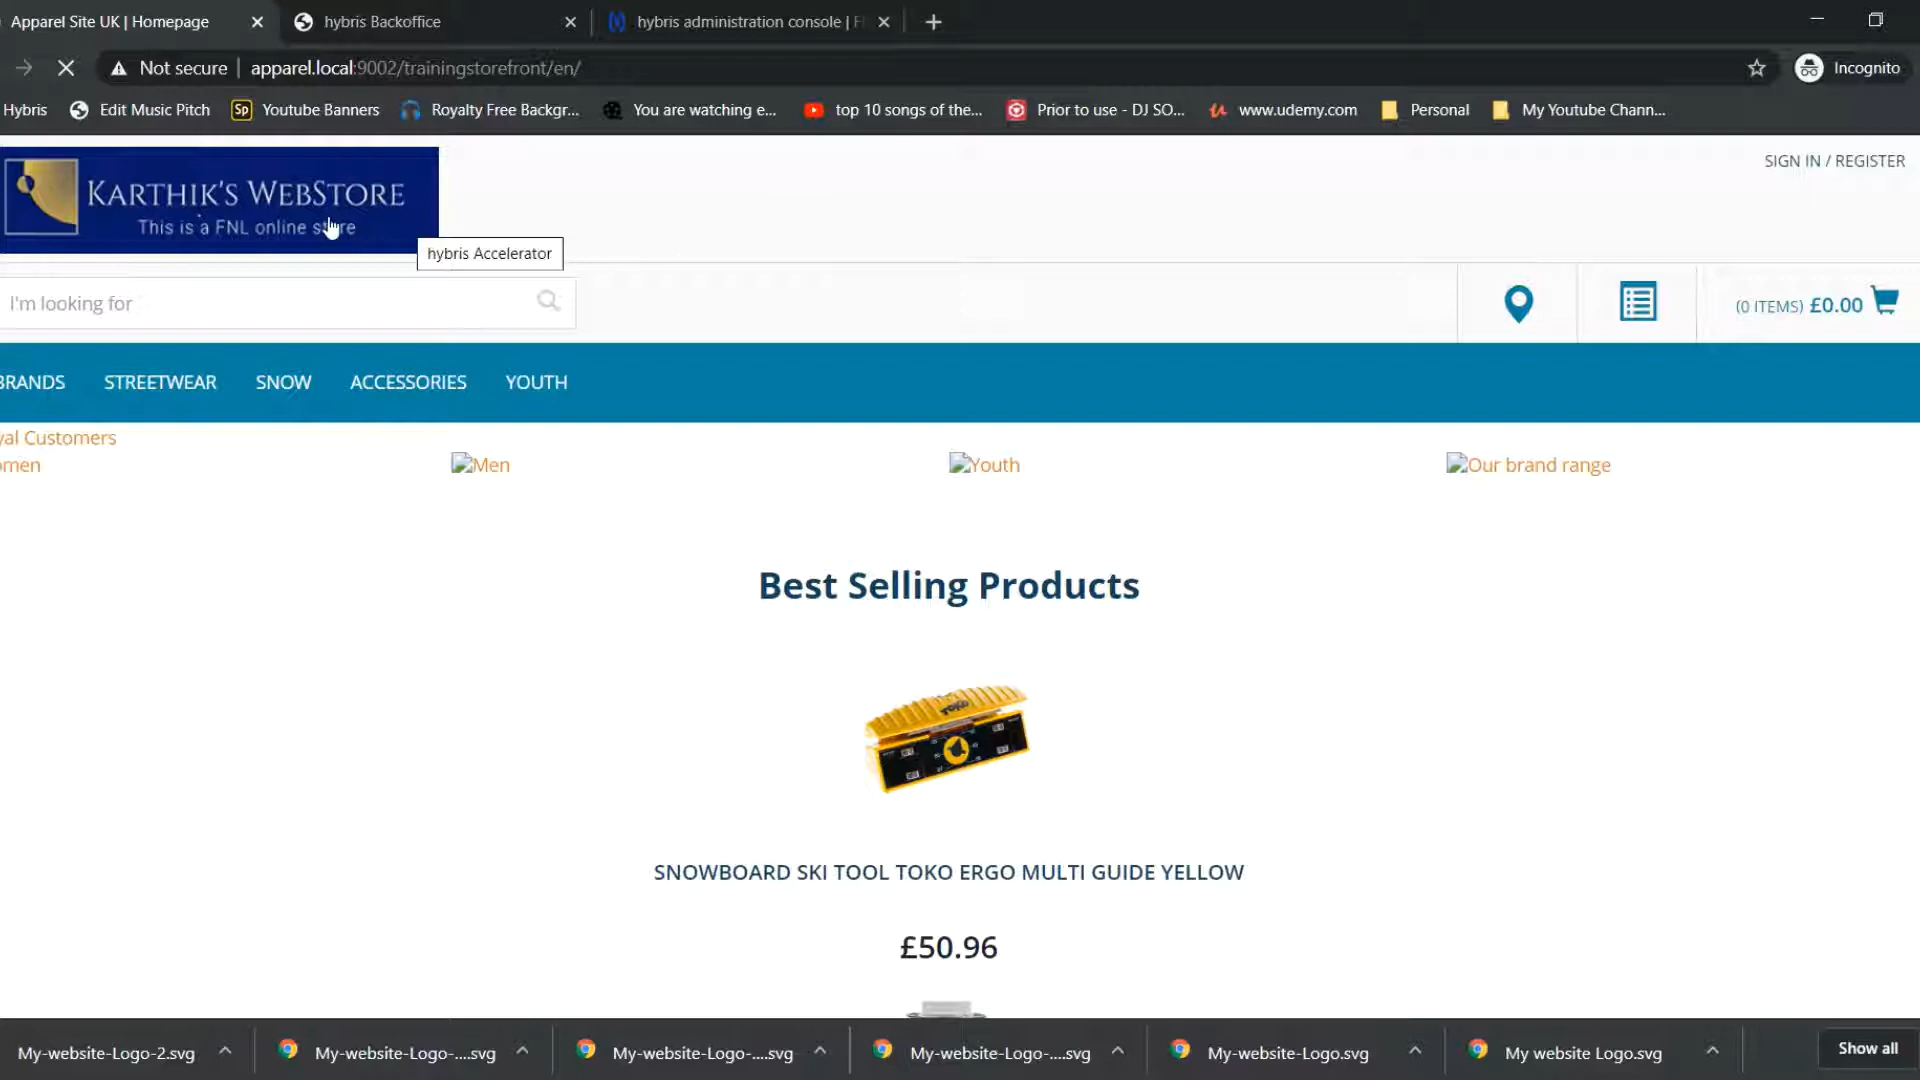 Apparel Site UK | Homepage
hybris Backoffice
hybris administration console |
Not secure
apparel.local:9002/trainingstorefront/en/
Incognito
Hybris
Edit Music Pitch
Sp
Youtube Banners
Royalty Free Backgr...
You are watching e...
top 10 songs of the...
Prior to use - DJ SO...
www.udemy.com
Personal
My Youtube Chann...
SIGN IN / REGISTER
KARTHIK'S WEBSTORE
This is a FNL online store
hybris Accelerator
I'm looking for
(0 ITEMS) £0.00
BRANDS
STREETWEAR
SNOW
ACCESSORIES
YOUTH
yal Customers
omen
Men
Youth
Our brand range
Best Selling Products
TOKO
SNOWBOARD SKI TOOL TOKO ERGO MULTI GUIDE YELLOW
£50.96
My-website-Logo-2.svg
My-website-Logo-....svg
My-website-Logo-....svg
My-website-Logo-....svg
My-website-Logo.svg
My website Logo.svg
Show all